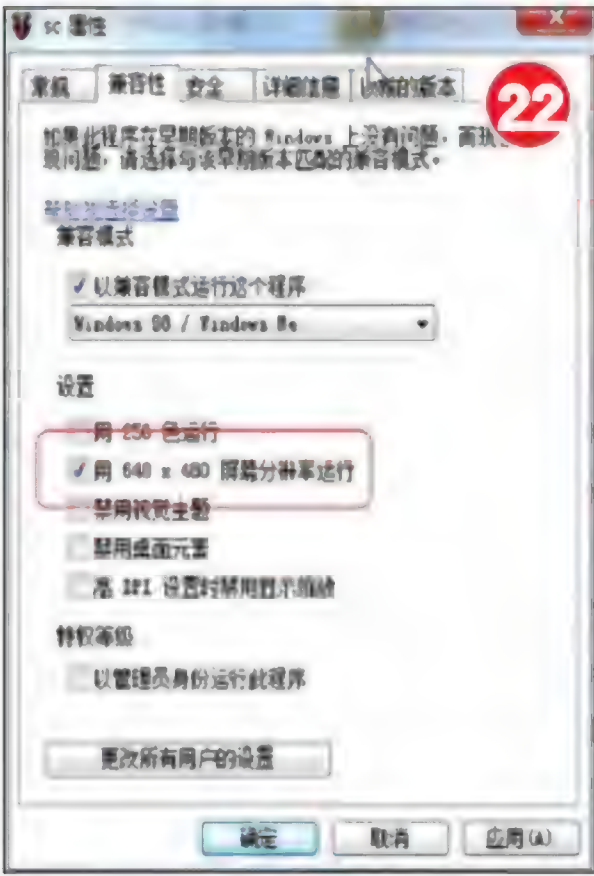 sc 属性
常规 兼容性 安全 详细信息 以前的版本
22
如果此程序在早期版本的 Windows 上没有问题，而现
现问题，请选择与该早期版本匹配的兼容模式。
兼容模式
以兼容模式运行这个程序
Windows 98 / Windows Me
设置
用 256 色运行
用 640 x 480 屏幕分辨率运行
禁用视觉主题
禁用桌面元素
高 DPI 设置时禁用显示缩放
特权等级
以管理员身份运行此程序
更改所有用户的设置
确定 取消 应用(A)